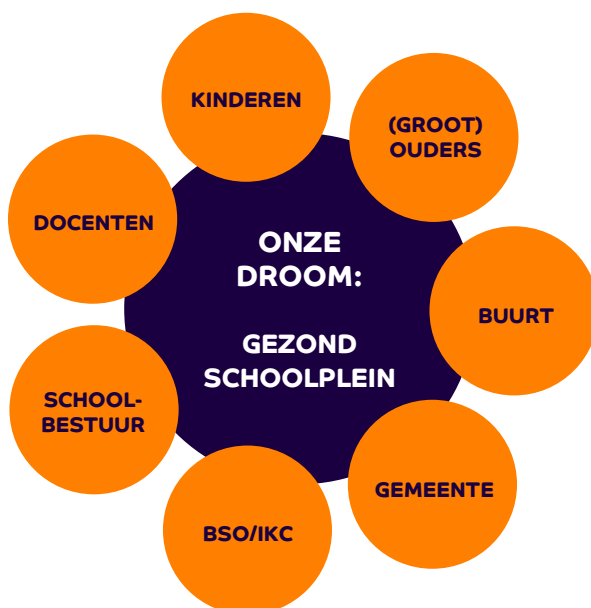 KINDEREN
(GROOT)
OUDERS
DOCENTEN
ONZE
DROOM:
GEZOND
SCHOOLPLEIN
BUURT
SCHOOL-
BESTUUR
GEMEENTE
BSO/IKC